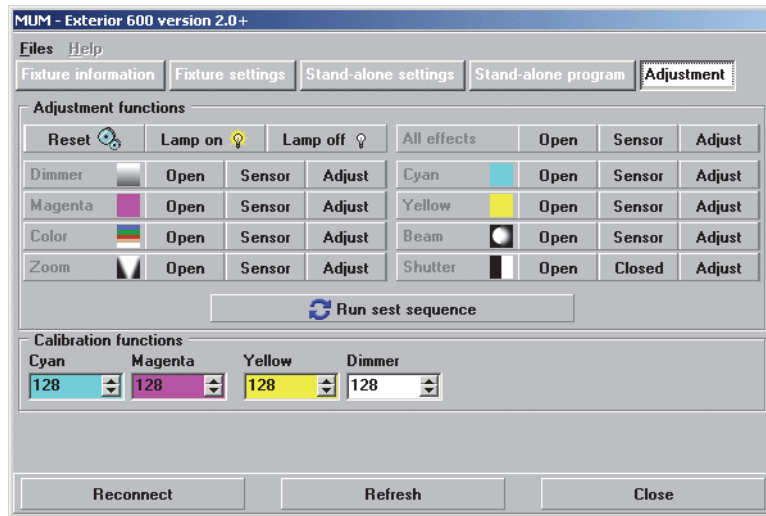 MUM - Exterior 600 version 2.0+
Files Help
Fixture information Fixture settings Stand-alone settings Stand-alone program Adjustment
Adjustment functions
Reset Lamp on Lamp off All effects Open Sensor Adjust
Dimmer Open Sensor Adjust Cyan Open Sensor Adjust
Magenta Open Sensor Adjust Yellow Open Sensor Adjust
Color Open Sensor Adjust Beam Open Sensor Adjust
Zoom Open Sensor Adjust Shutter Open Closed Adjust
Run sest sequence
Calibration functions
Cyan Magenta Yellow Dimmer
128 128 128 128
Reconnect Refresh Close